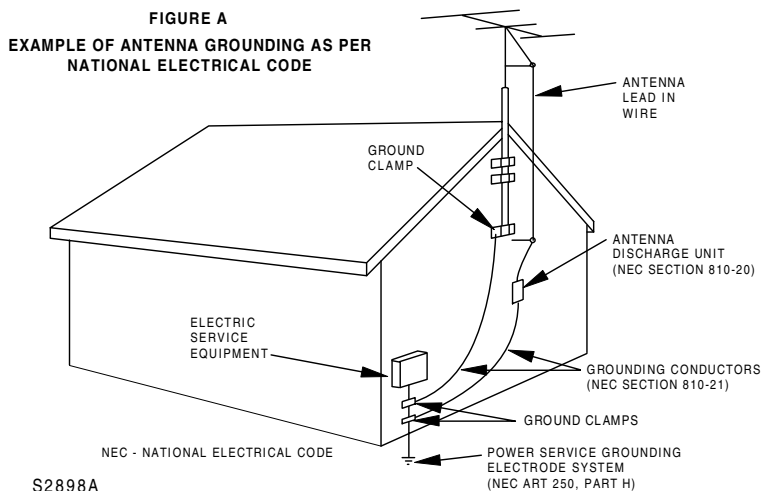 FIGURE A
EXAMPLE OF ANTENNA GROUNDING AS PER
NATIONAL ELECTRICAL CODE
ANTENNA
LEAD IN
WIRE
GROUND
CLAMP
ANTENNA
DISCHARGE UNIT
(NEC SECTION 810-20)
ELECTRIC
SERVICE
EQUIPMENT
GROUNDING CONDUCTORS
(NEC SECTION 810-21)
GROUND CLAMPS
NEC - NATIONAL ELECTRICAL CODE
POWER SERVICE GROUNDING
ELECTRODE SYSTEM
(NEC ART 250, PART H)
S2898A